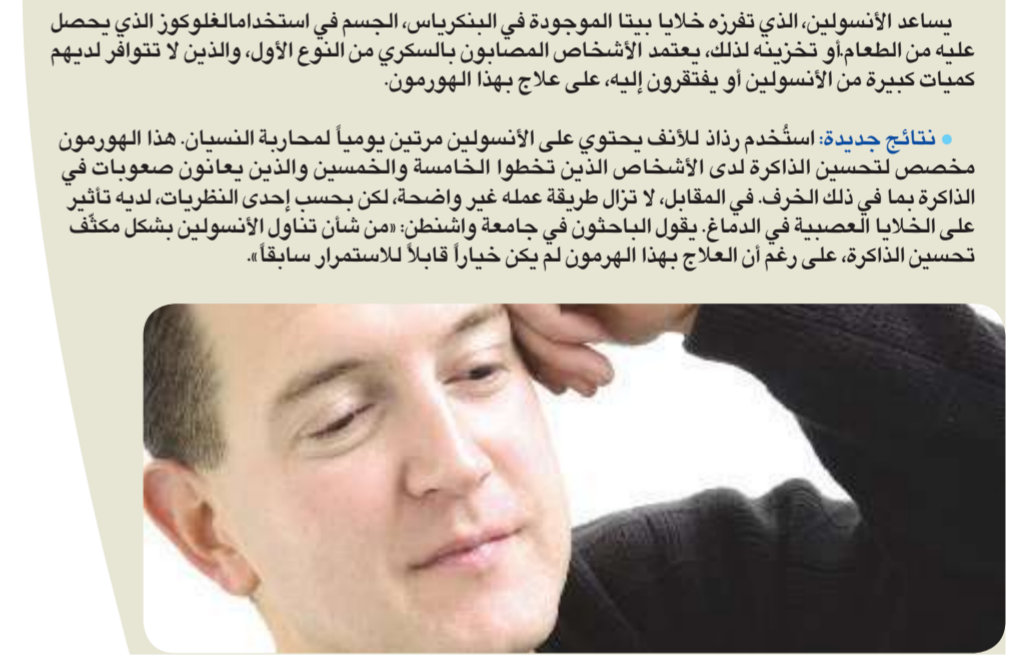 يساعد الأنسولين، الذي تفرزه خلايا بيتا الموجودة في البنكرياس، الجسم في استخدامالغلوكوز الذي يحصل
عليه من الطعام.أو تخزينه لذلك، يعتمد الأشخاص المصابون بالسكري من النوع الأول، والذين لا تتوافر لديهم
كميات كبيرة من الأنسولين أو يفتقرون إليه، على علاج بهذا الهورمون.
• نتائج جديدة: استُخدم رذاذ للأنف يحتوي على الأنسولين مرتين يومياً لمحاربة النسيان. هذا الهورمون
مخصص لتحسين الذاكرة لدى الأشخاص الذين تخطوا الخامسة والخمسين والذين يعانون صعوبات في
الذاكرة بما في ذلك الخرف. في المقابل، لا تزال طريقة عمله غير واضحة، لكن بحسب إحدى النظريات، لديه تأثير
على الخلايا العصبية في الدماغ. يقول الباحثون في جامعة واشنطن: «من شأن تناول الأنسولين بشكل مكثّف
تحسين الذاكرة، على رغم أن العلاج بهذا الهرمون لم يكن خياراً قابلاً للاستمرار سابقاً».